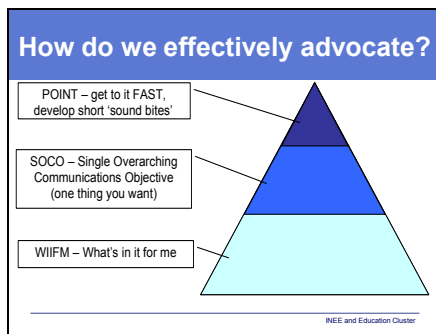 How do we effectively advocate?
POINT – get to it FAST,
develop short ‘sound bites’
SOCO – Single Overarching
Communications Objective
(one thing you want)
WIIFM – What’s in it for me
INEE and Education Cluster